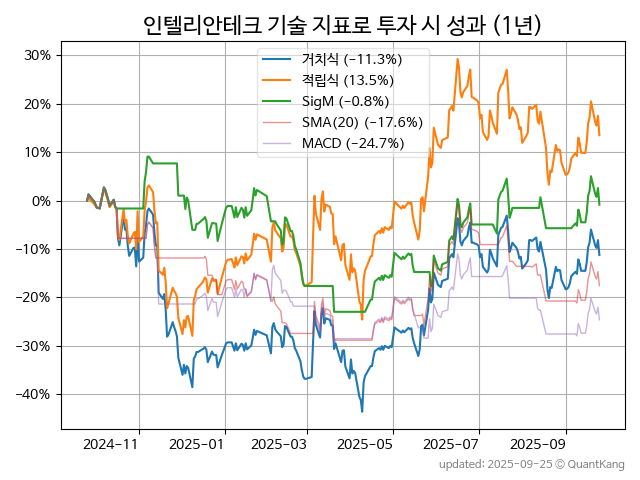 인텔리안테크 기술 지표로 투자 시 성과 (1년)
거치식 (−11.3%)
적립식 (13.5%)
SigM (−0.8%)
SMA(20) (−17.6%)
MACD (−24.7%)
30%
20%
10%
0%
−10%
−20%
−30%
−40%
2024−11 2025−01 2025−03 2025−05 2025−07 2025−09
updated: 2025−09−25 © QuantKang